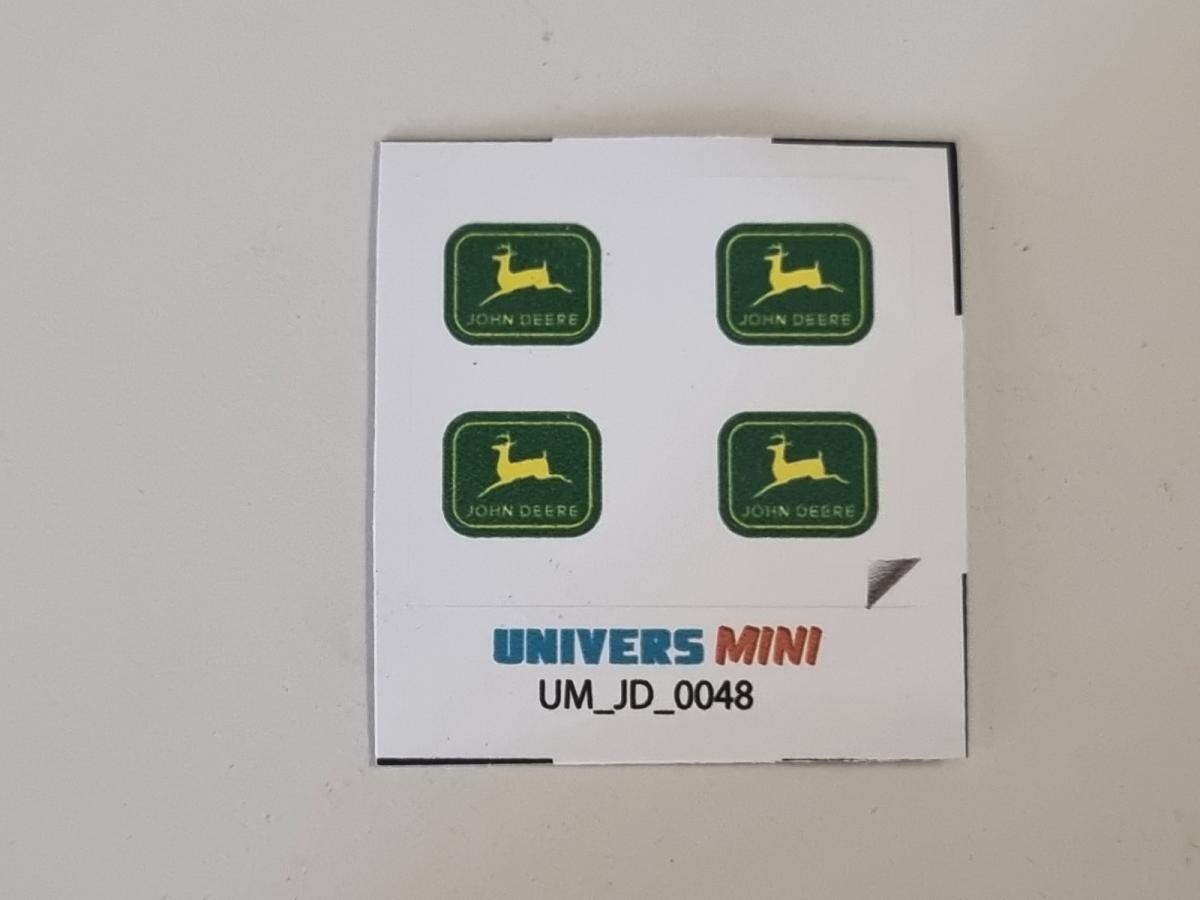 JOHN DEERE JOHN DEERE
JOHN DEERE JOHN DEERE
UNIVERS MINI
UM_JD_0048